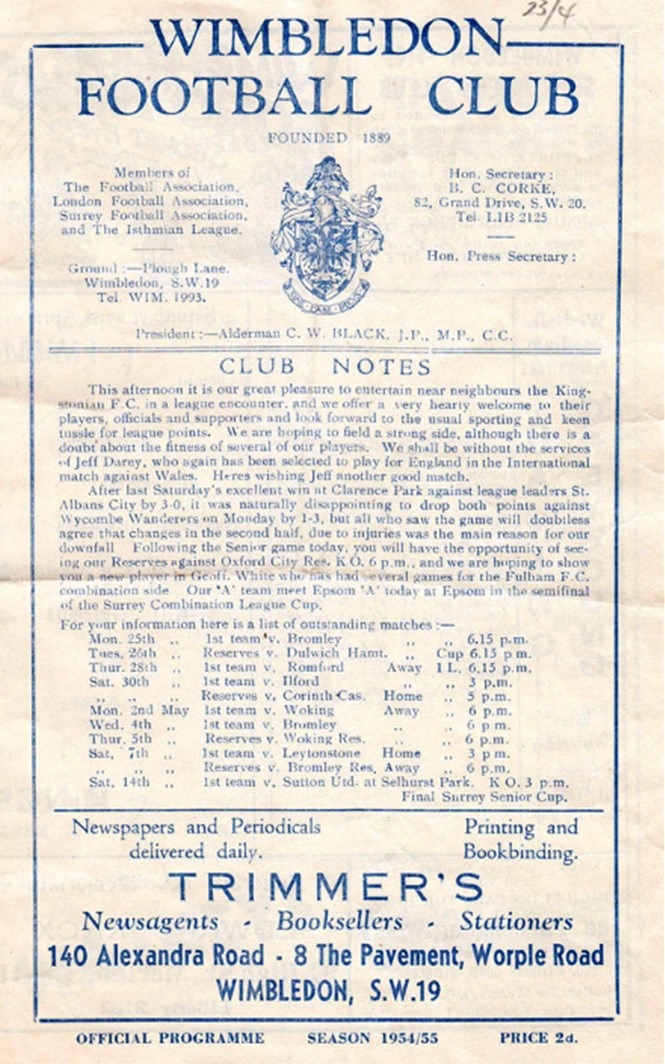 23/4
WIMBLEDON
FOOTBALL CLUB
FOUNDED 1889
Members of
The Football Association,
London Football Association,
Surrey Football Association,
and The Isthmian League.
Ground :—Plough Lane.
Wimbledon, S.W.19
Tel. WIM. 1993.
Hon. Secretary :
B. C. CORKE,
82, Grand Drive, S.W. 20.
Tel. LIB 2125
Hon. Press Secretary :
President :—Alderman C. W. BLACK, J.P., M.P., C.C.
CLUB NOTES
This afternoon it is our great pleasure to entertain near neighbours the King-
stonian F.C. in a league encounter, and we offer a very hearty welcome to their
players, officials and supporters and look forward to the usual sporting and keen
tussle for league points. We are hoping to field a strong side, although there is a
doubt about the fitness of several of our players. We shall be without the services
of Jeff Darey, who again has been selected to play for England in the International
match against Wales. Heres wishing Jeff another good match.
After last Saturday's excellent win at Clarence Park against league leaders St.
Albans City by 3-0, it was naturally disappointing to drop both points against
Wycombe Wanderers on Monday by 1-3, but all who saw the game will doubtless
agree that changes in the second half, due to injuries was the main reason for our
downfall Following the Senior game today, you will have the opportunity of see-
ing our Reserves against Oxford City Res. K.O. 6 p.m., and we are hoping to show
you a new player in Geoff. White who has had several games for the Fulham F.C.
combination side Our 'A' team meet Epsom 'A' today at Epsom in the semifinal
of the Surrey Combination League Cup.
For your information here is a list of outstanding matches :—
Mon. 25th ,, 1st team v. Bromley ,, ,, 6.15 p.m.
Tues. 26th ,, Reserves v. Dulwich Hamt. ,, Cup 6.15 p m.
Thur. 28th ,, 1st team v. Romford Away I L. 6.15 p.m.
Sat. 30th ,, 1st team v. Ilford ,, ,, 3 p.m.
,, ,, ,, Reserves v. Corinth Cas. Home ,, 5 p.m.
Mon. 2nd May 1st team v. Woking Away ,, 6 p.m.
Wed. 4th ,, 1st team v. Bromley ,, ,, 6 p m.
Thur. 5th ,, Reserves v. Woking Res. ,, ,, 6 p.m.
Sat, 7th ,, 1st team v. Leytonstone Home ,, 3 p.m.
,, ,, ,, Reserves v. Bromley Res, Away ,, 6 p.m.
Sat, 14th ,, 1st team v. Sutton Utd. at Selhurst Park. K O. 3 p.m.
Final Surrey Senior Cup.
Newspapers and Periodicals
delivered daily.
Printing and
Bookbinding.
TRIMMER'S
Newsagents - Booksellers - Stationers
140 Alexandra Road - 8 The Pavement, Worple Road
WIMBLEDON, S.W.19
OFFICIAL PROGRAMME SEASON 1954/55 PRICE 2d.